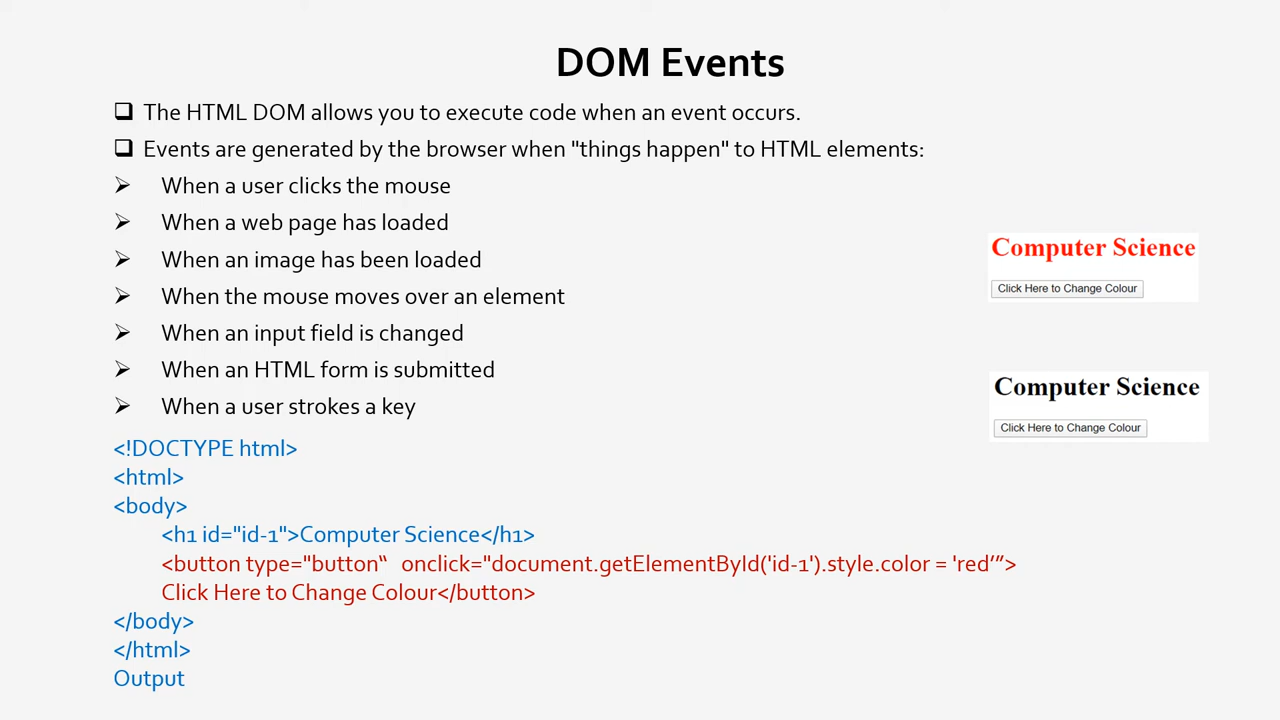 DOM Events
The HTML DOM allows you to execute code when an event occurs.
Events are generated by the browser when "things happen" to HTML elements:
When a user clicks the mouse
When a web page has loaded
When an image has been loaded
When the mouse moves over an element
When an input field is changed
When an HTML form is submitted
When a user strokes a key
Computer Science
Click Here to Change Colour
Computer Science
Click Here to Change Colour
<!DOCTYPE html>
<html>
<body>
<h1 id="id-1">Computer Science</h1>
<button type="button“ onclick="document.getElementById('id-1').style.color = 'red’”>
Click Here to Change Colour</button>
</body>
</html>
Output